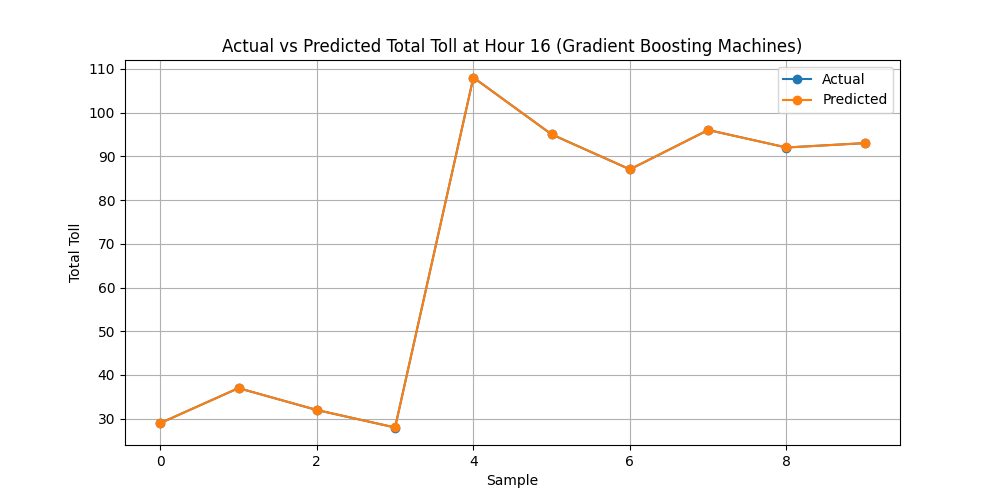 Actual vs Predicted Total Toll at Hour 16 (Gradient Boosting Machines)
Actual
Predicted
110
100
90
80
70
60
50
40
30
Total Toll
0 2 4 6 8
Sample